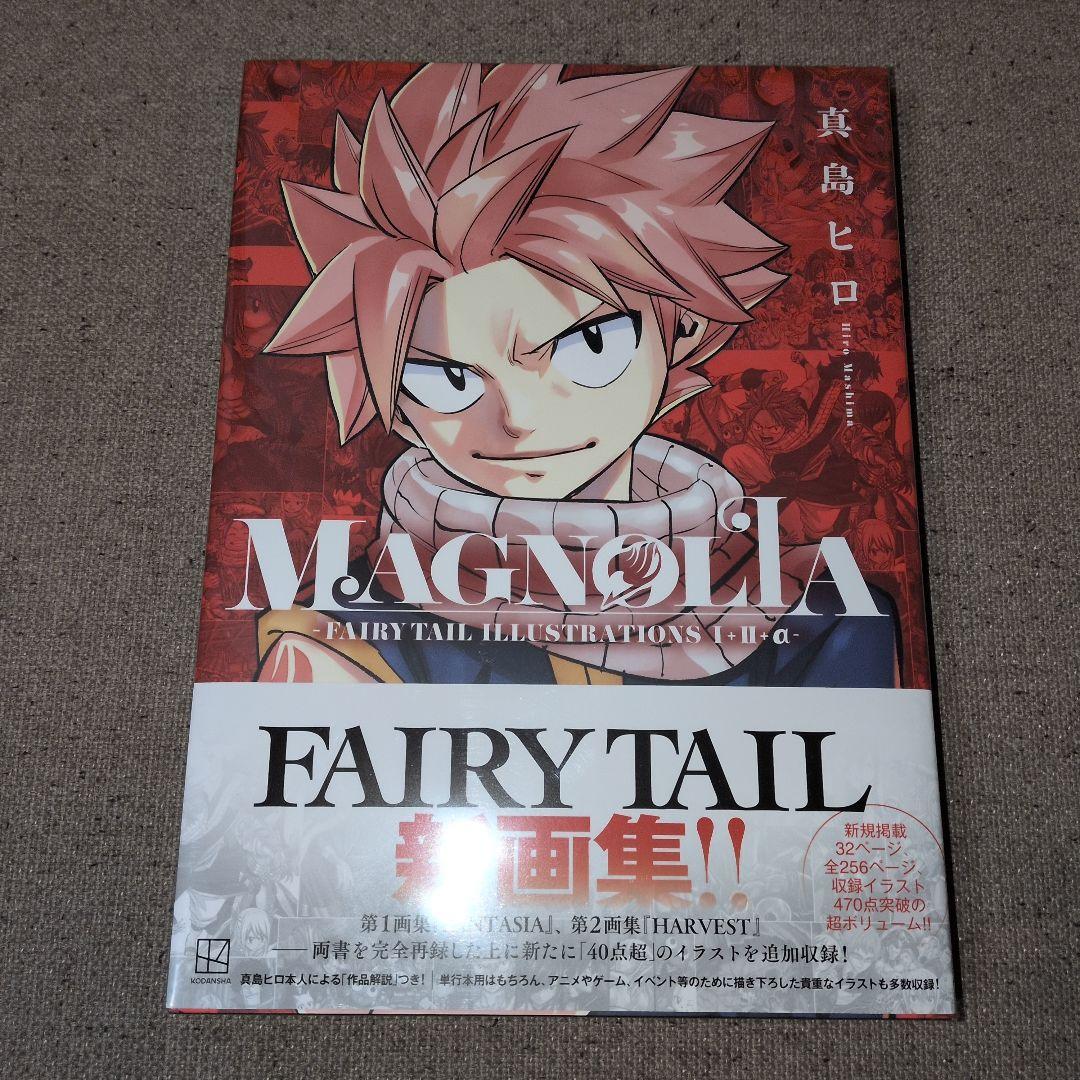 真島ヒロ
Hiro Mashima
MAGNOLIA
-FAIRY TAIL ILLUSTRATIONS I+II+α-
FAIRY TAIL
画集!!
新規掲載
32ページ、
全256ページ、
収録イラスト
470点突破の
超ボリューム!!
第1画集『 NTASIA』、第2画集『HARVEST』
──両書を完全再録した上に新たに「40点超」のイラストを追加収録!
KODANSHA
真島ヒロ本人による「作品解説」つき!
単行本用はもちろん、アニメやゲーム、イベント等のために描き下ろした貴重なイラストも多数収録!